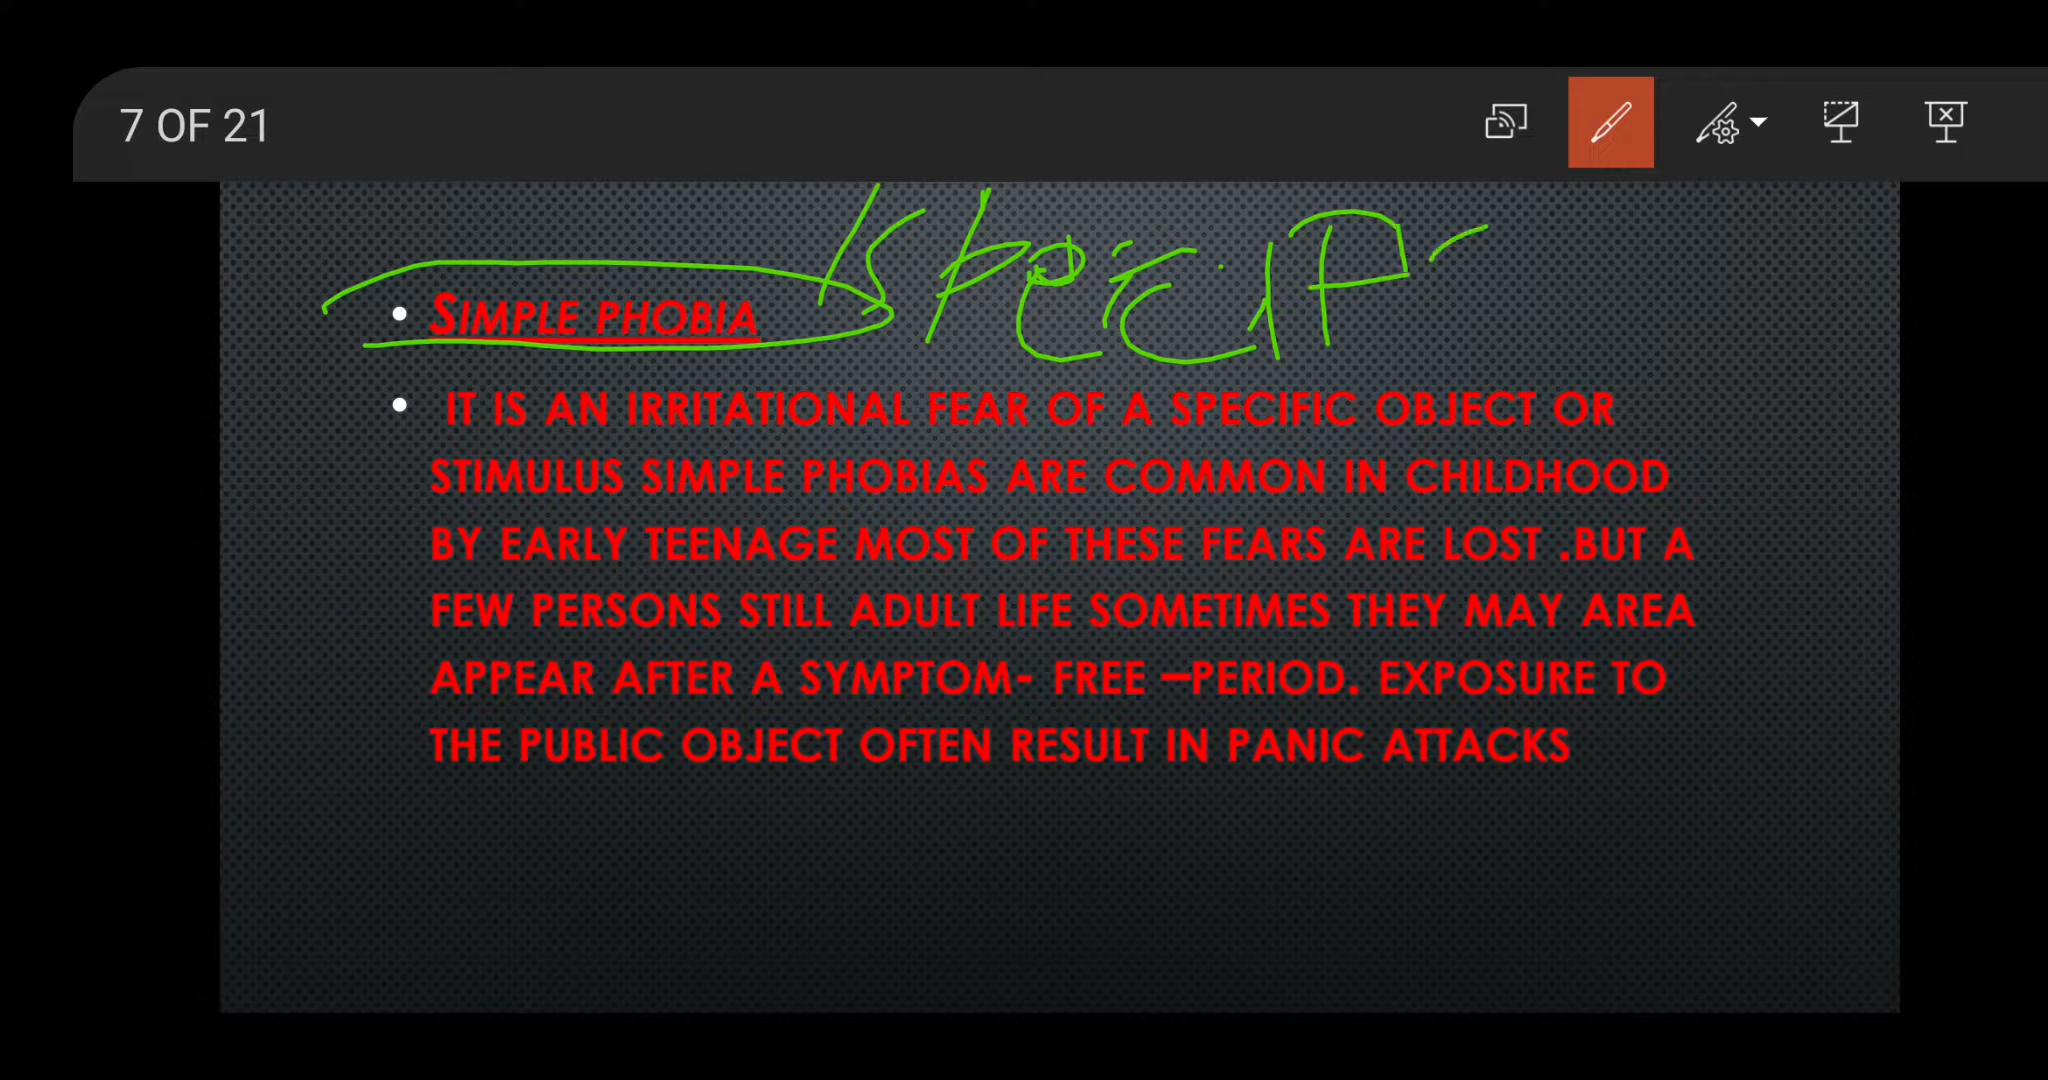 7 OF 21
SIMPLE PHOBIA
IT IS AN IRRITATIONAL FEAR OF A SPECIFIC OBJECT OR
STIMULUS SIMPLE PHOBIAS ARE COMMON IN CHILDHOOD
BY EARLY TEENAGE MOST OF THESE FEARS ARE LOST .BUT A
FEW PERSONS STILL ADULT LIFE SOMETIMES THEY MAY AREA
APPEAR AFTER A SYMPTOM- FREE –PERIOD. EXPOSURE TO
THE PUBLIC OBJECT OFTEN RESULT IN PANIC ATTACKS